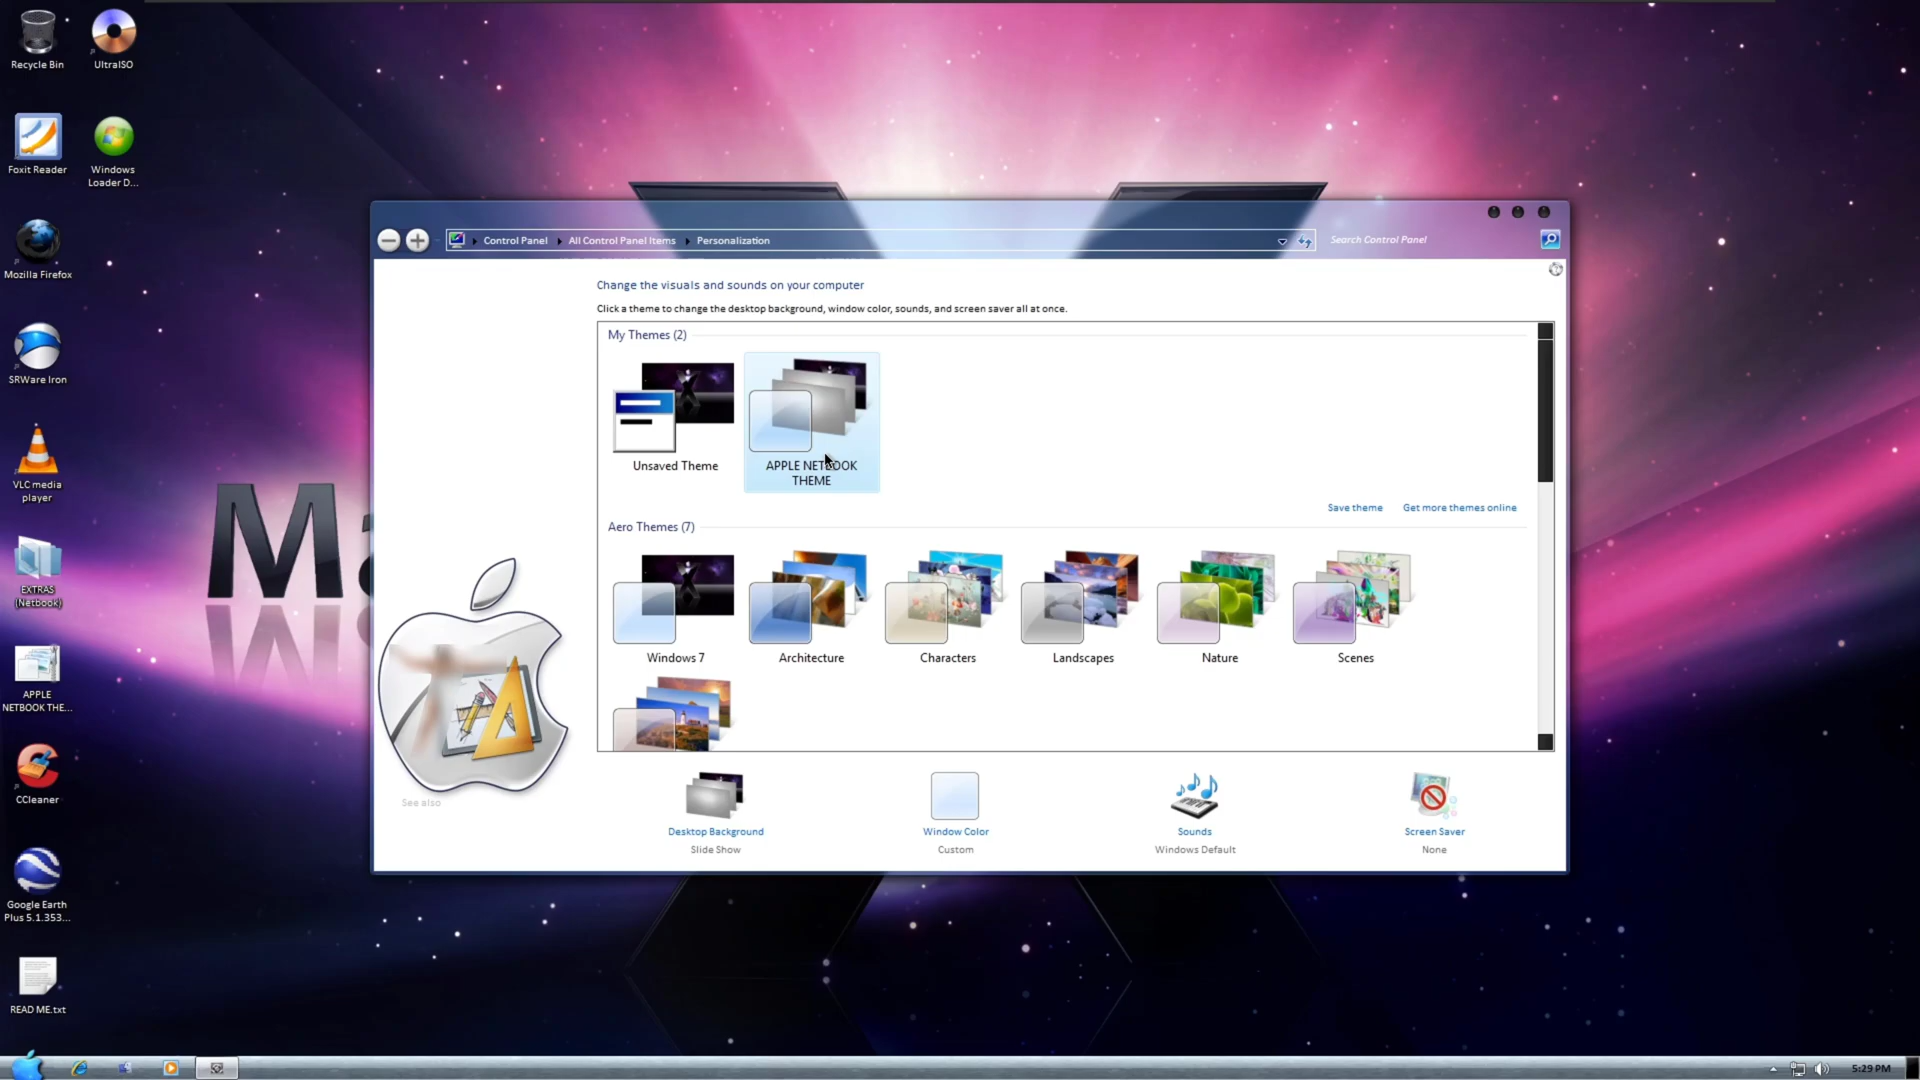 Recycle Bin
UltraISO
Foxit Reader
Windows
Loader D...
Mozilla Firefox
SRWare Iron
VLC media
player
EXTRAS
(Netbook)
APPLE
NETBOOK THE...
CCleaner
Google Earth
Plus 5.1.353...
READ ME.txt
Ma
Control Panel
All Control Panel Items
Personalization
Search Control Panel
Change the visuals and sounds on your computer
Click a theme to change the desktop background, window color, sounds, and screen saver all at once.
My Themes (2)
Unsaved Theme
APPLE NETBOOK
THEME
Save theme
Get more themes online
Aero Themes (7)
Windows 7
Architecture
Characters
Landscapes
Nature
Scenes
See also
Desktop Background
Slide Show
Window Color
Custom
Sounds
Windows Default
Screen Saver
None
5:29 PM